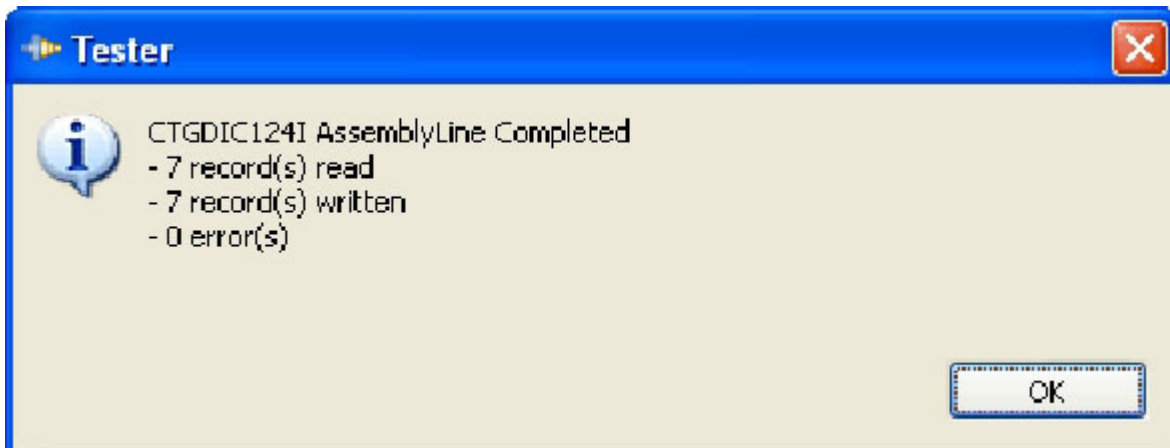 Tester
CTGDIC124I AssemblyLine Completed
- 7 record(s) read
- 7 record(s) written
- 0 error(s)
OK